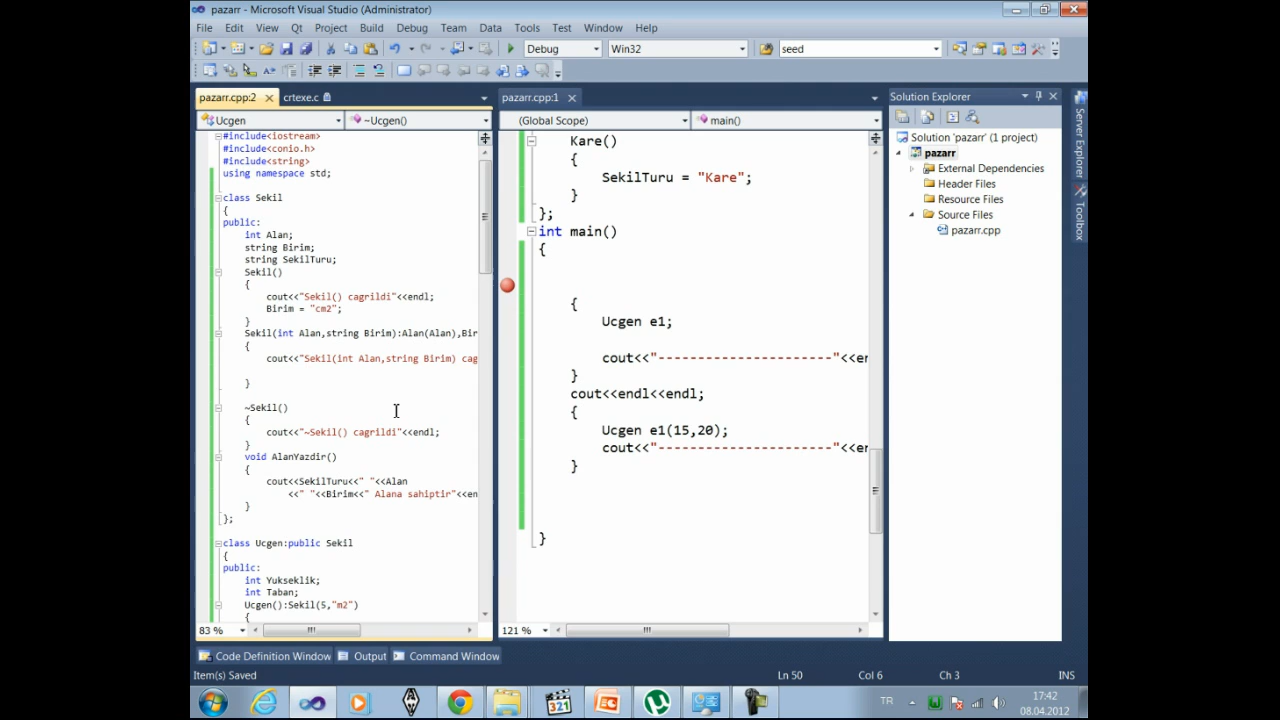 pazarr - Microsoft Visual Studio (Administrator)
File Edit View Qt Project Build Debug Team Data Tools Test Window Help
Debug Win32 seed
pazarr.cpp:2 crtexe.c
Ucgen ~Ucgen()
#include<iostream>
#include<conio.h>
#include<string>
using namespace std;
class Sekil
{
public:
int Alan;
string Birim;
string SekilTuru;
Sekil()
{
cout<<"Sekil() cagrildi"<<endl;
Birim = "cm2";
}
Sekil(int Alan,string Birim):Alan(Alan),Bir
{
cout<<"Sekil(int Alan,string Birim) cag
}
~Sekil()
{
cout<<"~Sekil() cagrildi"<<endl;
}
void AlanYazdir()
{
cout<<SekilTuru<<" "<<Alan
<<" "<<Birim<<" Alana sahiptir"<<en
}
};
class Ucgen:public Sekil
{
public:
int Yukseklik;
int Taban;
Ucgen():Sekil(5,"m2")
{
83 %
pazarr.cpp:1
(Global Scope) main()
Kare()
{
SekilTuru = "Kare";
}
};
int main()
{
{
Ucgen e1;
cout<<"----------------------"<<en
}
cout<<endl<<endl;
{
Ucgen e1(15,20);
cout<<"----------------------"<<en
}
}
121 %
Solution Explorer
Solution 'pazarr' (1 project)
pazarr
External Dependencies
Header Files
Resource Files
Source Files
pazarr.cpp
Server Explorer
Toolbox
Code Definition Window Output Command Window
Item(s) Saved Ln 50 Col 6 Ch 3 INS
321
TR 17:42
08.04.2012